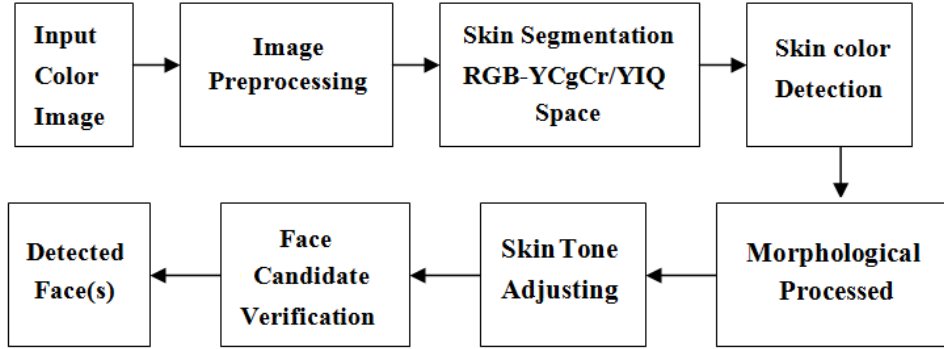 Input
Color
Image
Image
Preprocessing
Skin Segmentation
RGB-YCgCr/YIQ
Space
Skin color
Detection
Morphological
Processed
Skin Tone
Adjusting
Face
Candidate
Verification
Detected
Face(s)